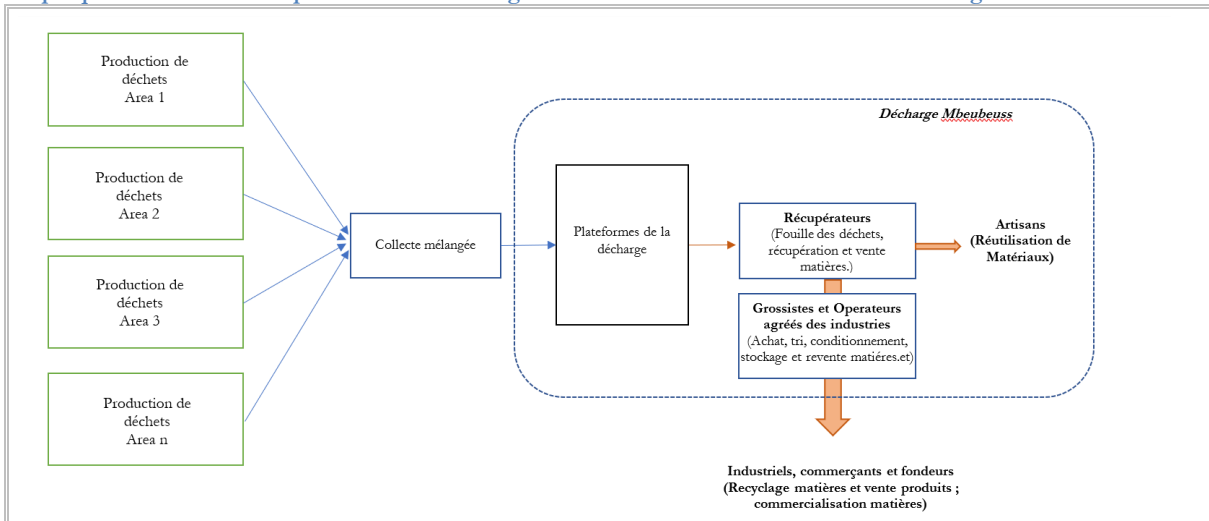 Production de
déchets
Area 1
Production de
déchets
Area 2
Production de
déchets
Area 3
Production de
déchets
Area n
Collecte mélangée
Décharge Mbeubeuss
Plateformes de la
décharge
Récupérateurs
(Fouille des déchets,
récupération et vente
matières.)
Artisans
(Réutilisation de
Matériaux)
Grossistes et Operateurs
agréés des industries
(Achat, tri, conditionnement,
stockage et revente matiéres.et)
Industriels, commerçants et fondeurs
(Recyclage matières et vente produits ;
commercialisation matières)